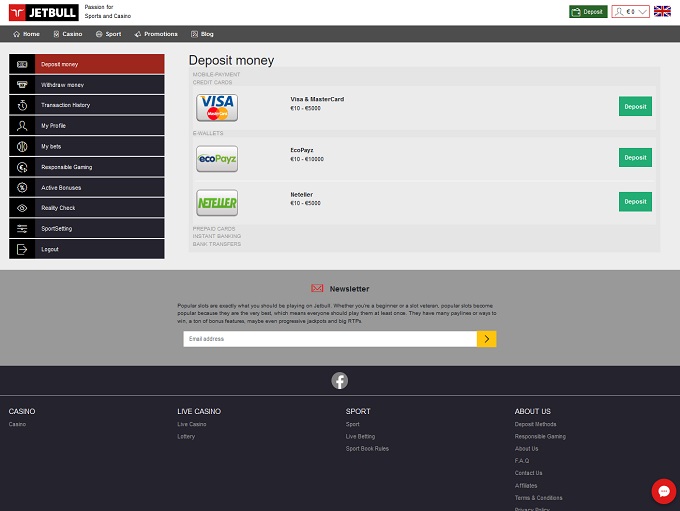 JETBULL
Passion for
Sports and Casino
Deposit
€ 0
Home
Casino
Sport
Promotions
Blog
Deposit money
Withdraw money
Transaction History
My Profile
My bets
Responsible Gaming
Active Bonuses
Reality Check
SportSetting
Logout
Deposit money
MOBILE-PAYMENT
CREDIT CARDS
VISA
MasterCard
Visa & MasterCard
€10 - €5000
Deposit
E-WALLETS
ecoPayz
EcoPayz
€10 - €10000
Deposit
NETELLER
Neteller
€10 - €5000
Deposit
PREPAID CARDS
INSTANT BANKING
BANK TRANSFERS
Newsletter
Popular slots are exactly what you should be playing on Jetbull. Whether you're a beginner or a slot veteran, popular slots become
popular because they are the very best, which means everyone should play them at least once. They have many paylines or ways to
win, a ton of bonus features, maybe even progressive jackpots and big RTPs.
Email address
CASINO
Casino
LIVE CASINO
Live Casino
Lottery
SPORT
Sport
Live Betting
Sport Book Rules
ABOUT US
Deposit Methods
Responsible Gaming
About Us
F.A.Q
Contact Us
Affiliates
Terms & Conditions
Privacy Policy